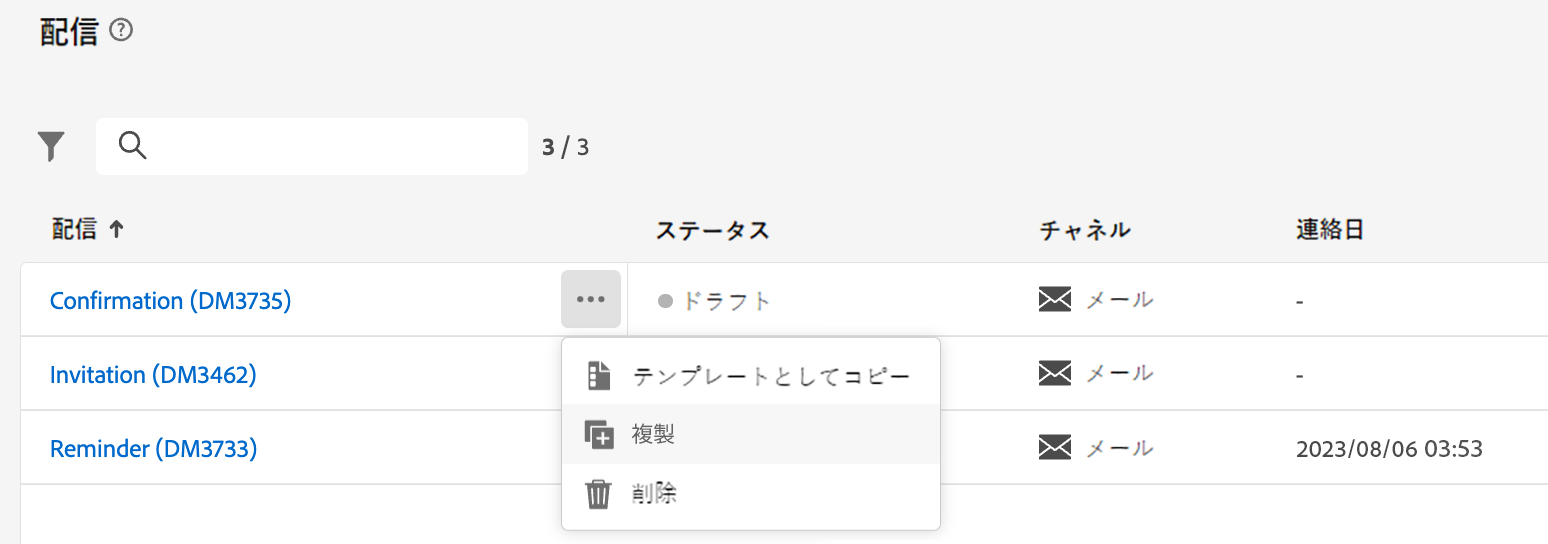 配信
3 / 3
配信 ステータス チャネル 連絡日
Confirmation (DM3735) ドラフト メール -
Invitation (DM3462) テンプレートとしてコピー メール -
複製
Reminder (DM3733) メール 2023/08/06 03:53
削除